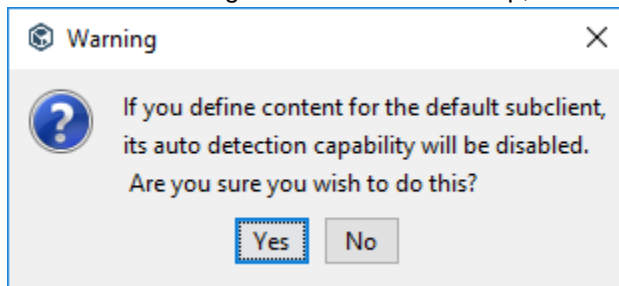 Warning
If you define content for the default subclient,
its auto detection capability will be disabled.
Are you sure you wish to do this?
Yes No